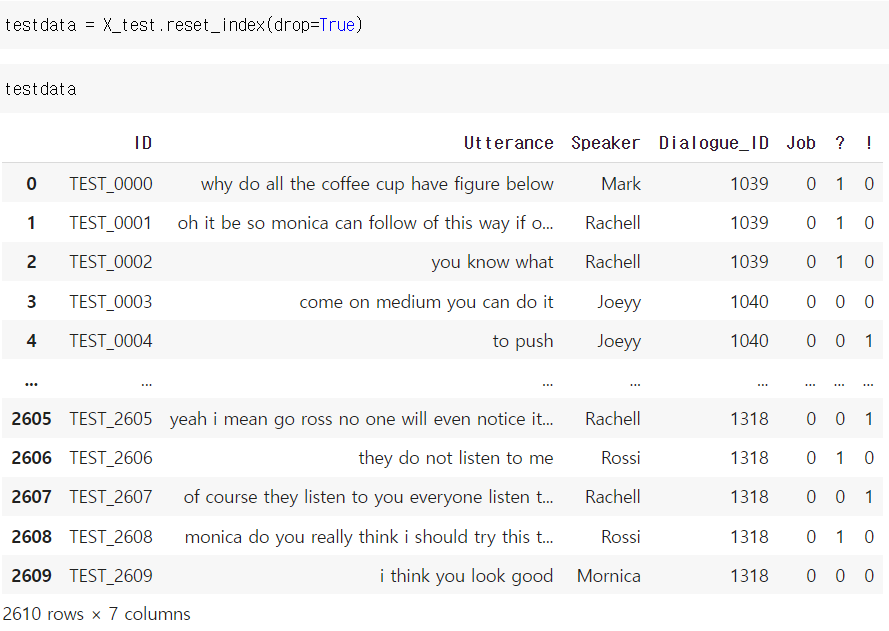 testdata = X_test.reset_index(drop=True)
testdata
ID Utterance Speaker Dialogue_ID Job ? !
0 TEST_0000 why do all the coffee cup have figure below Mark 1039 0 1 0
1 TEST_0001 oh it be so monica can follow of this way if o... Rachell 1039 0 1 0
2 TEST_0002 you know what Rachell 1039 0 1 0
3 TEST_0003 come on medium you can do it Joeyy 1040 0 0 0
4 TEST_0004 to push Joeyy 1040 0 0 1
... ... ... ... ... ... ... ...
2605 TEST_2605 yeah i mean go ross no one will even notice it... Rachell 1318 0 0 1
2606 TEST_2606 they do not listen to me Rossi 1318 0 1 0
2607 TEST_2607 of course they listen to you everyone listen t... Rachell 1318 0 0 1
2608 TEST_2608 monica do you really think i should try this t... Rossi 1318 0 1 0
2609 TEST_2609 i think you look good Mornica 1318 0 0 0
2610 rows × 7 columns